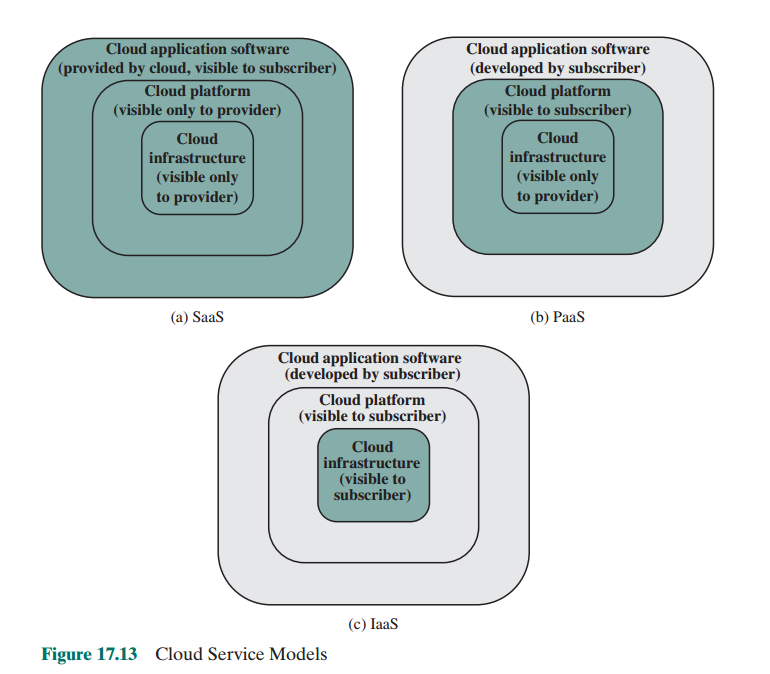 Cloud application software
(provided by cloud, visible to subscriber)
Cloud platform
(visible only to provider)
Cloud
infrastructure
(visible only
to provider)
(a) SaaS
Cloud application software
(developed by subscriber)
Cloud platform
(visible to subscriber)
Cloud
infrastructure
(visible only
to provider)
(b) PaaS
Cloud application software
(developed by subscriber)
Cloud platform
(visible to subscriber)
Cloud
infrastructure
(visible to
subscriber)
(c) IaaS
Figure 17.13 Cloud Service Models